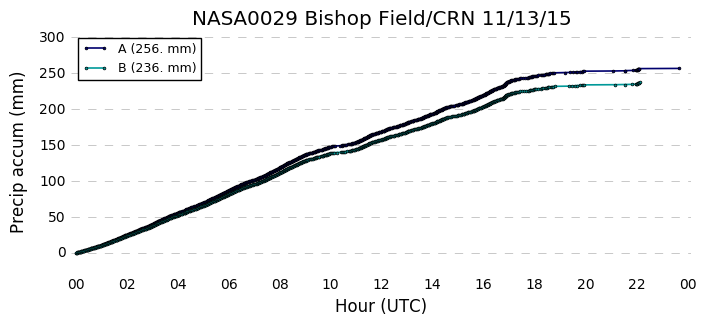 NASA0029 Bishop Field/CRN 11/13/15
300
A (256. mm)
B (236. mm)
250
200
150
100
50
0
Precip accum (mm)
00 02 04 06 08 10 12 14 16 18 20 22 00
Hour (UTC)